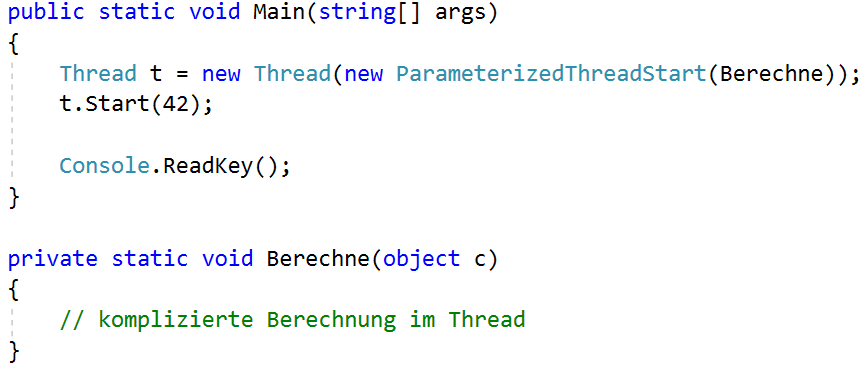 public static void Main(string[] args)
{
    Thread t = new Thread(new ParameterizedThreadStart(Berechne));
    t.Start(42);

    Console.ReadKey();
}

private static void Berechne(object c)
{
    // komplizierte Berechnung im Thread
}